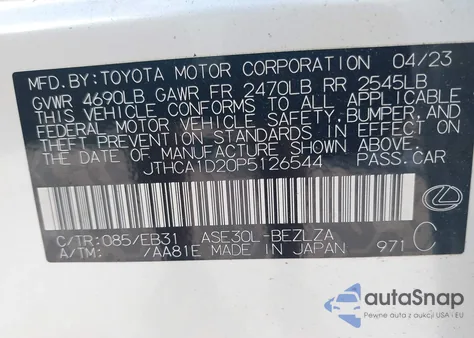 MFD.BY:TOYOTA MOTOR CORPORATION 04/23
GVWR 4690LB GAWR FR 2470LB RR 2545LB
THIS VEHICLE CONFORMS TO ALL APPLICABLE
FEDERAL MOTOR VEHICLE SAFETY,BUMPER,AND
THEFT PREVENTION STANDARDS IN EFFECT ON
THE DATE OF MANUFACTURE SHOWN ABOVE.
JTHCA1D20P5126544 PASS.CAR
C/TR:085/EB31 ASE30L-BEZLZA C
A/TM: /AA81E MADE IN JAPAN 971
autoSnap
Pewne auta z aukcji USA i EU